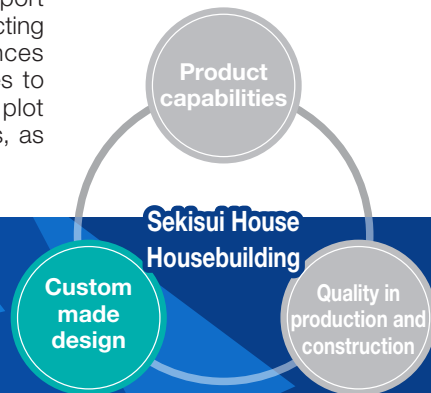 port
cting
nces
s to
plot
s, as
Product
capabilities
Sekisui House
Housebuilding
Custom
made
design
Quality in
production and
construction